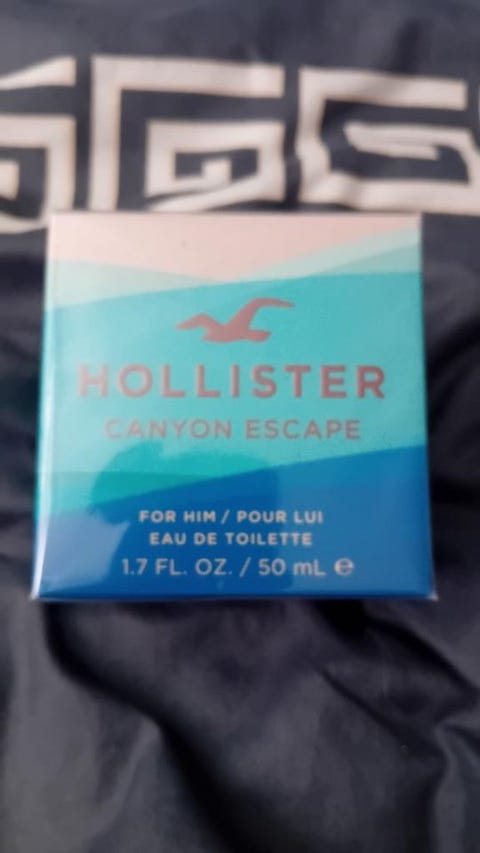 HOLLISTER
CANYON ESCAPE
FOR HIM / POUR LUI
EAU DE TOILETTE
1.7 FL. OZ. / 50 mL ℮